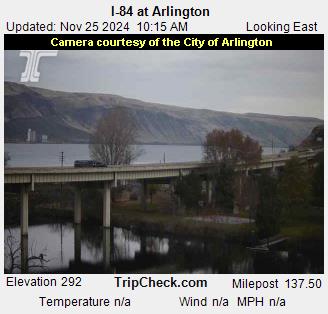 I-84 at Arlington
Updated: Nov 25 2024 10:15 AM Looking East
Camera courtesy of the City of Arlington
Elevation 292 TripCheck.com Milepost 137.50
Temperature n/a Wind n/a MPH n/a